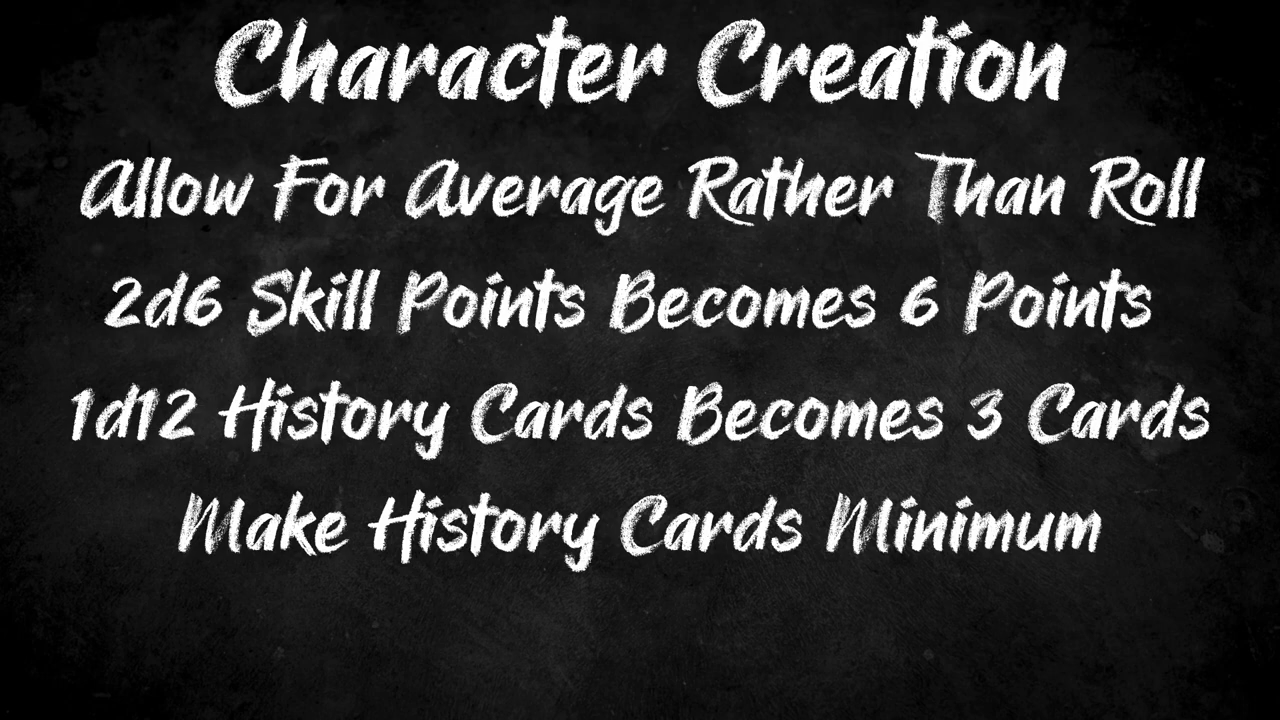 Character Creation
Allow For Average Rather Than Roll
2d6 Skill Points Becomes 6 Points
1d12 History Cards Becomes 3 Cards
Make History Cards Minimum